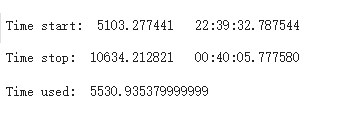 Time start:  5103.277441   22:39:32.787544
Time stop:  10634.212821   00:40:05.777580
Time used:  5530.935379999999